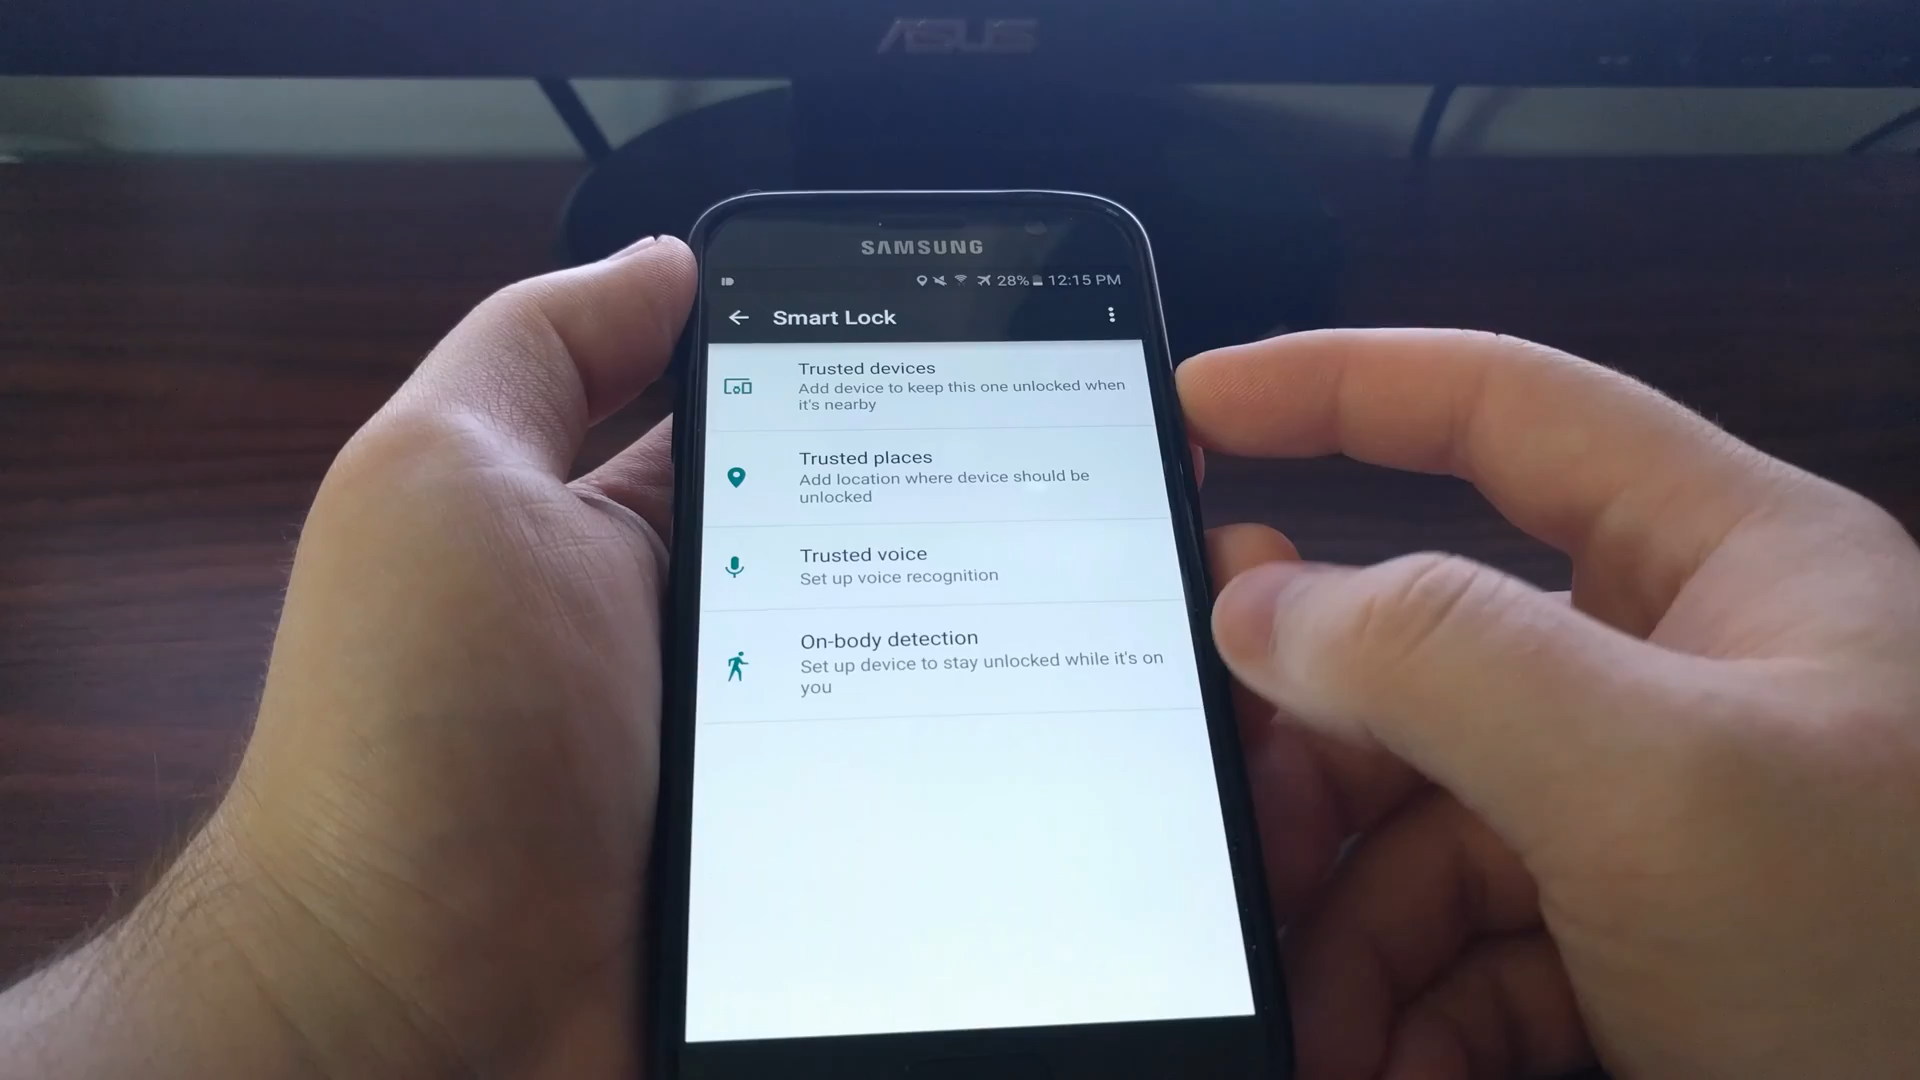 ASUS
SAMSUNG
28% 12:15 PM
Smart Lock
Trusted devices
Add device to keep this one unlocked when
it's nearby
Trusted places
Add location where device should be
unlocked
Trusted voice
Set up voice recognition
On-body detection
Set up device to stay unlocked while it's on
you